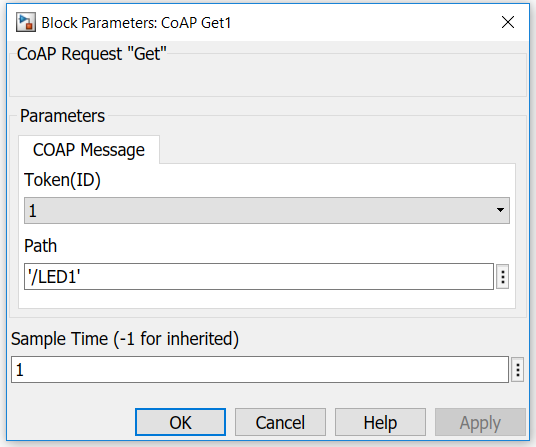 Block Parameters: CoAP Get1
CoAP Request "Get"
Parameters
COAP Message
Token(ID)
1
Path
'/LED1'
Sample Time (-1 for inherited)
1
OK Cancel Help Apply